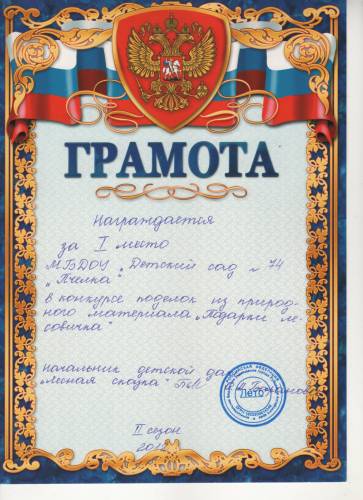 ГРАМОТА
Награждается
за I место
МБДОУ „Детский сад № 74
„Пчелка"
в конкурсе поделок из природ-
ного материала „Подарки ле-
совичка"
начальник детской
„Лесная сказка"
Лето
II сезон